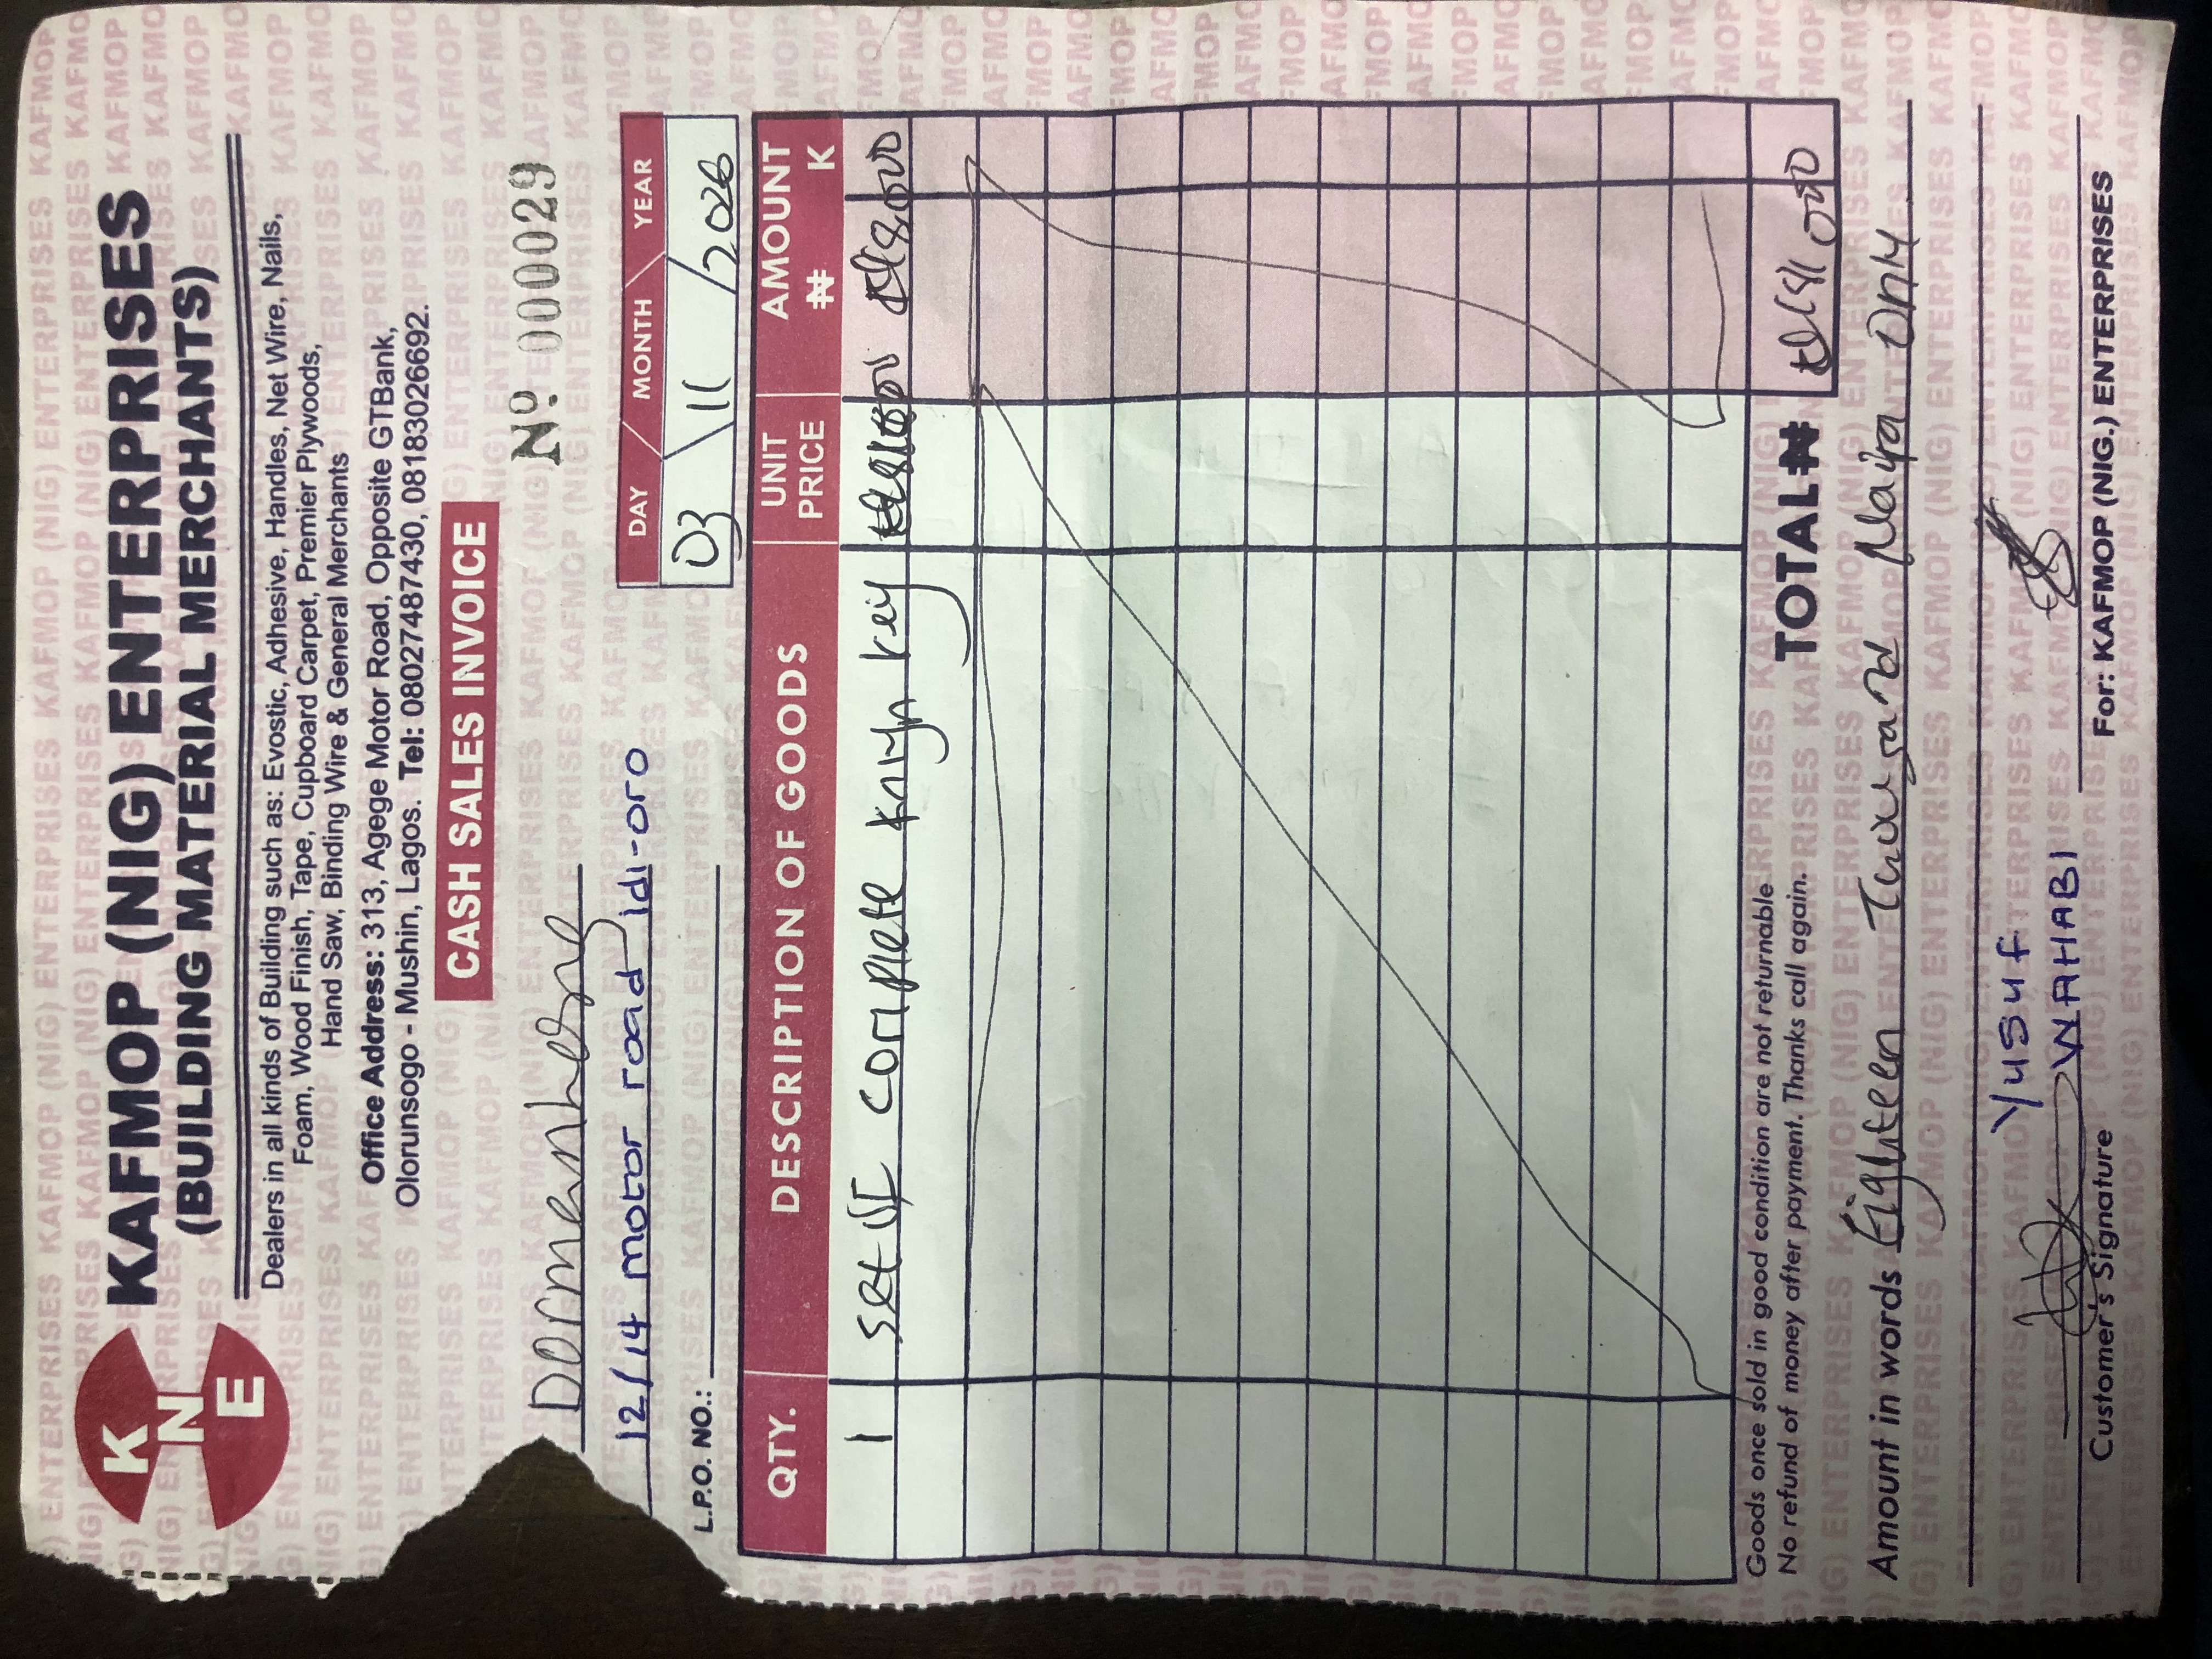 K
N
E
KAFMOP (NIG) ENTERPRISES
(BUILDING MATERIAL MERCHANTS)
Dealers in all kinds of Building such as: Evostic, Adhesive, Handles, Net Wire, Nails,
Foam, Wood Finish, Tape, Cupboard Carpet, Premier Plywoods,
Hand Saw, Binding Wire & General Merchants
Office Address: 313, Agege Motor Road, Opposite GTBank,
Olorunsogo - Mushin, Lagos. Tel: 08027487430, 08183026692.
CASH SALES INVOICE
Nº 000029
12/14 motor road idi-oro
L.P.O. NO.:
DAY MONTH YEAR
03 11 2026
QTY. DESCRIPTION OF GOODS UNIT PRICE AMOUNT
₦ K
1 set of complete key 18,000
Goods once sold in good condition are not returnable
No refund of money after payment. Thanks call again.
TOTAL ₦
Amount in words Eighteen Naira Only
Yusuf
WAHABI
Customer's Signature
For: KAFMOP (NIG.) ENTERPRISES